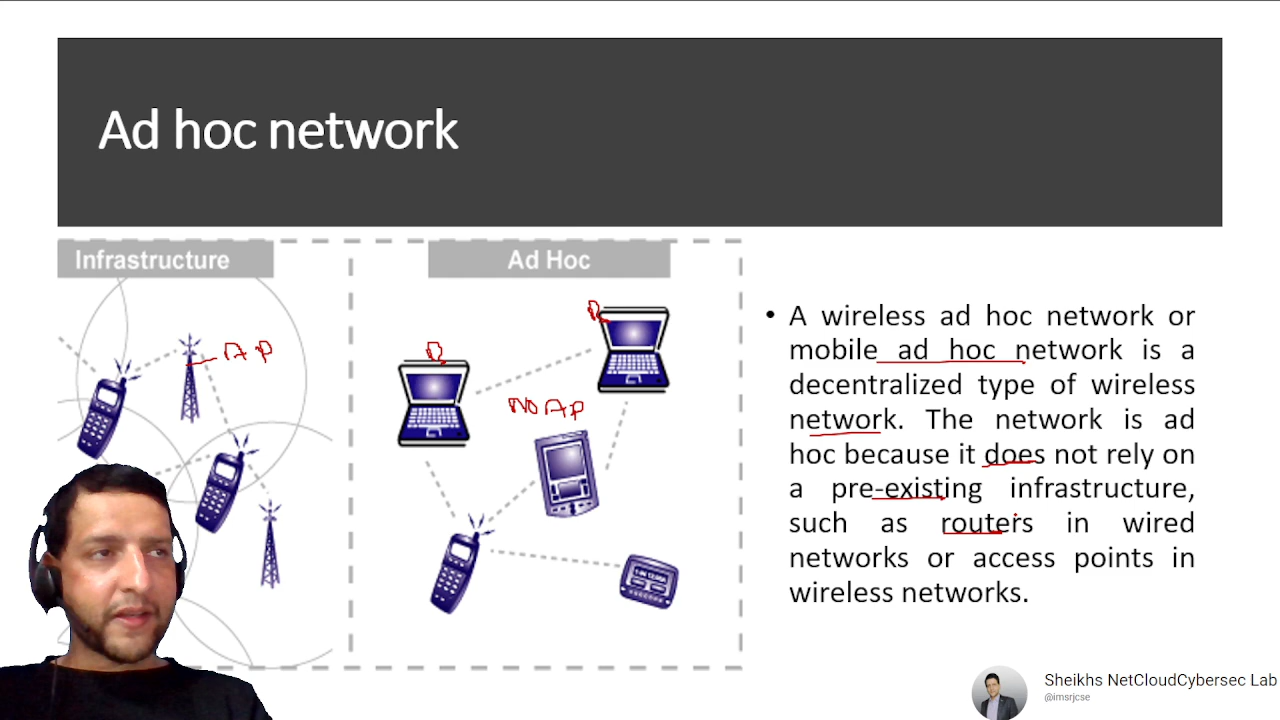 Ad hoc network
Infrastructure
Ad Hoc
AP
R
R
NO AP
• A wireless ad hoc network or
mobile ad hoc network is a
decentralized type of wireless
network. The network is ad
hoc because it does not rely on
a pre-existing infrastructure,
such as routers in wired
networks or access points in
wireless networks.
Sheikhs NetCloudCybersec Lab
@imsrjcse